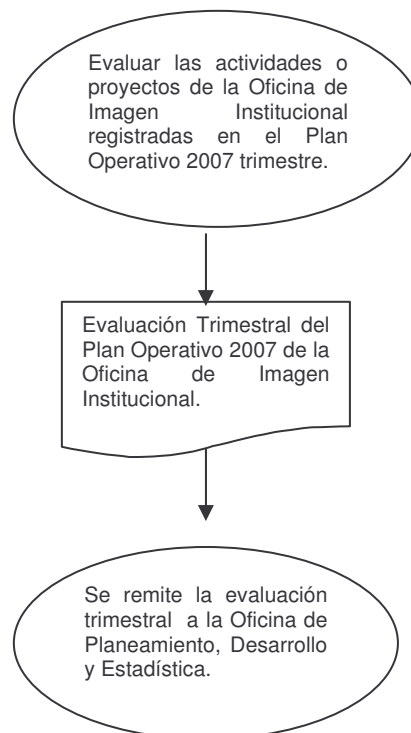 Evaluar las actividades o
proyectos de la Oficina de
Imagen Institucional
registradas en el Plan
Operativo 2007 trimestre.
Evaluación Trimestral del
Plan Operativo 2007 de la
Oficina de Imagen
Institucional.
Se remite la evaluación
trimestral a la Oficina de
Planeamiento, Desarrollo
y Estadística.